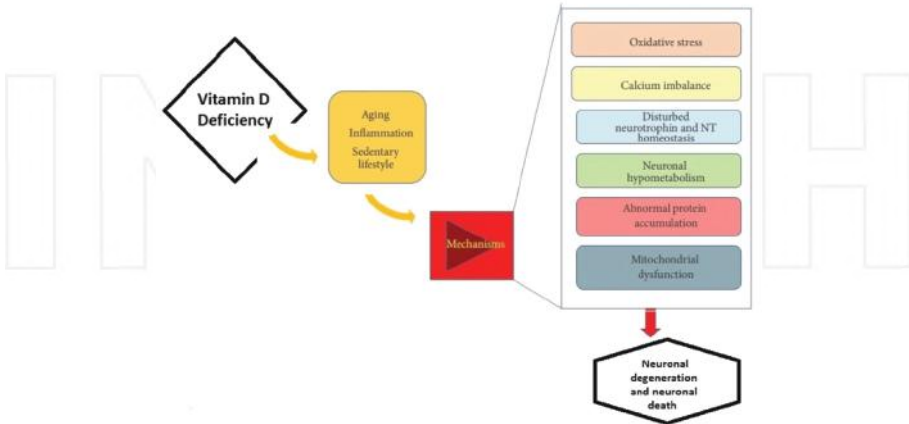 Vitamin D
Deficiency
Aging
Inflammation
Sedentary
lifestyle
Mechanisms
Oxidative stress
Calcium imbalance
Disturbed
neurotrophin and NT
homeostasis
Neuronal
hypometabolism
Abnormal protein
accumulation
Mitochondrial
dysfunction
Neuronal
degeneration
and neuronal
death